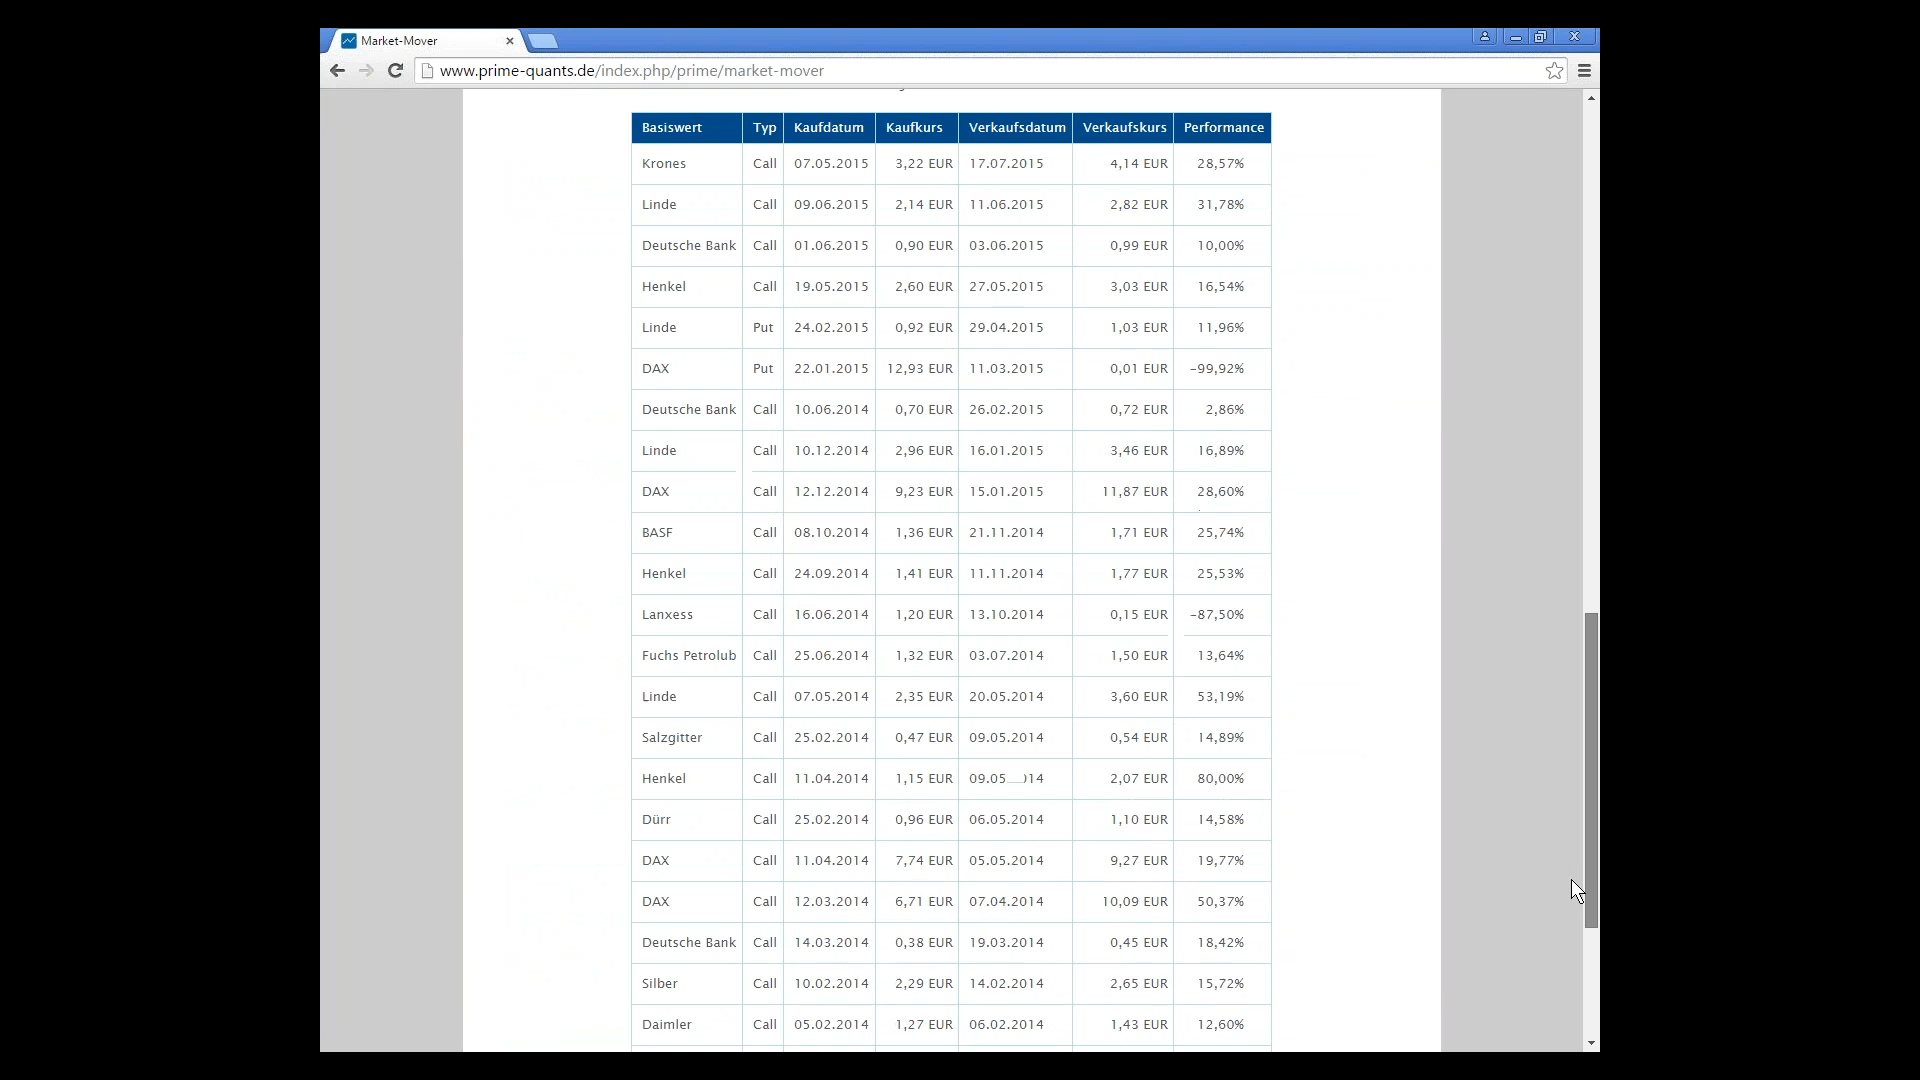 Market-Mover
www.prime-quants.de/index.php/prime/market-mover
Basiswert Typ Kaufdatum Kaufkurs Verkaufsdatum Verkaufskurs Performance
Krones Call 07.05.2015 3,22 EUR 17.07.2015 4,14 EUR 28,57%
Linde Call 09.06.2015 2,14 EUR 11.06.2015 2,82 EUR 31,78%
Deutsche Bank Call 01.06.2015 0,90 EUR 03.06.2015 0,99 EUR 10,00%
Henkel Call 19.05.2015 2,60 EUR 27.05.2015 3,03 EUR 16,54%
Linde Put 24.02.2015 0,92 EUR 29.04.2015 1,03 EUR 11,96%
DAX Put 22.01.2015 12,93 EUR 11.03.2015 0,01 EUR -99,92%
Deutsche Bank Call 10.06.2014 0,70 EUR 26.02.2015 0,72 EUR 2,86%
Linde Call 10.12.2014 2,96 EUR 16.01.2015 3,46 EUR 16,89%
DAX Call 12.12.2014 9,23 EUR 15.01.2015 11,87 EUR 28,60%
BASF Call 08.10.2014 1,36 EUR 21.11.2014 1,71 EUR 25,74%
Henkel Call 24.09.2014 1,41 EUR 11.11.2014 1,77 EUR 25,53%
Lanxess Call 16.06.2014 1,20 EUR 13.10.2014 0,15 EUR -87,50%
Fuchs Petrolub Call 25.06.2014 1,32 EUR 03.07.2014 1,50 EUR 13,64%
Linde Call 07.05.2014 2,35 EUR 20.05.2014 3,60 EUR 53,19%
Salzgitter Call 25.02.2014 0,47 EUR 09.05.2014 0,54 EUR 14,89%
Henkel Call 11.04.2014 1,15 EUR 2,07 EUR 80,00%
Dürr Call 25.02.2014 0,96 EUR 06.05.2014 1,10 EUR 14,58%
DAX Call 11.04.2014 7,74 EUR 05.05.2014 9,27 EUR 19,77%
DAX Call 12.03.2014 6,71 EUR 07.04.2014 10,09 EUR 50,37%
Deutsche Bank Call 14.03.2014 0,38 EUR 19.03.2014 0,45 EUR 18,42%
Silber Call 10.02.2014 2,29 EUR 14.02.2014 2,65 EUR 15,72%
Daimler Call 05.02.2014 1,27 EUR 06.02.2014 1,43 EUR 12,60%